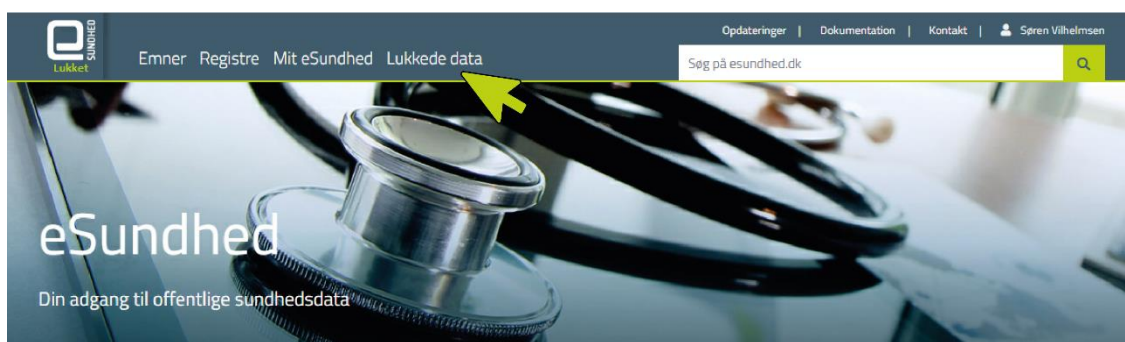 SUNDHED
Lukket
Emner Registre Mit eSundhed Lukkede data
Opdateringer | Dokumentation | Kontakt | Søren Vilhelmsen
Søg på esundhed.dk
eSundhed
Din adgang til offentlige sundhedsdata